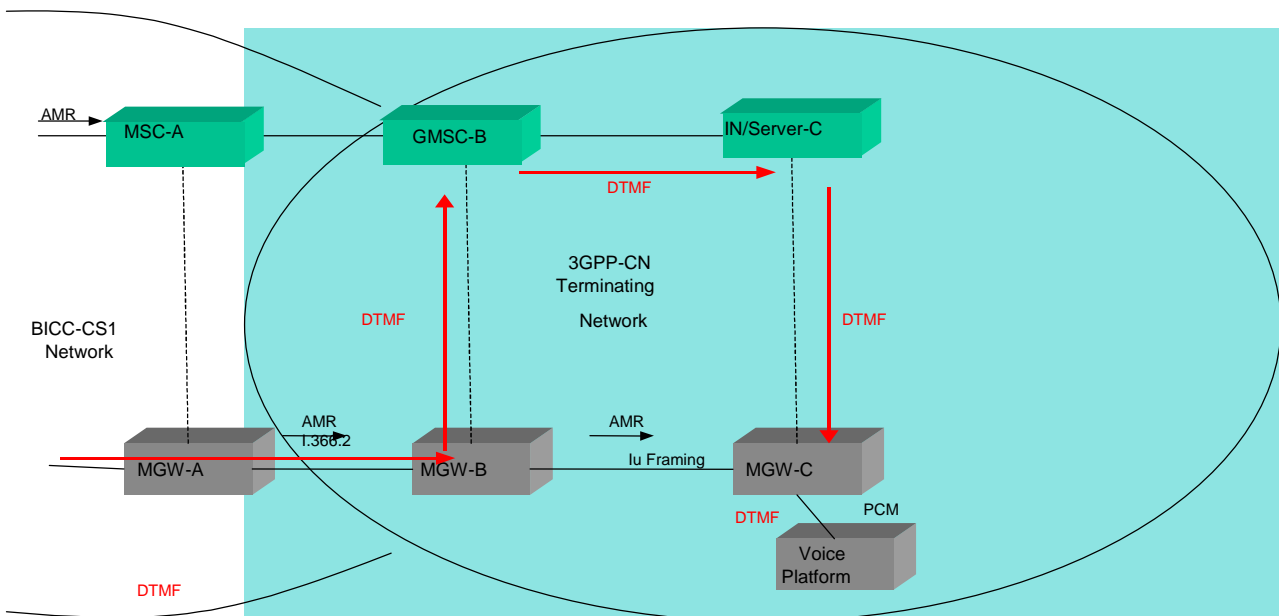 AMR
MSC-A
GMSC-B
IN/Server-C
DTMF
3GPP-CN
Terminating
Network
BICC-CS1
Network
DTMF
DTMF
AMR
I.366.2
AMR
MGW-A
MGW-B
Iu Framing
MGW-C
DTMF
PCM
Voice
Platform
DTMF